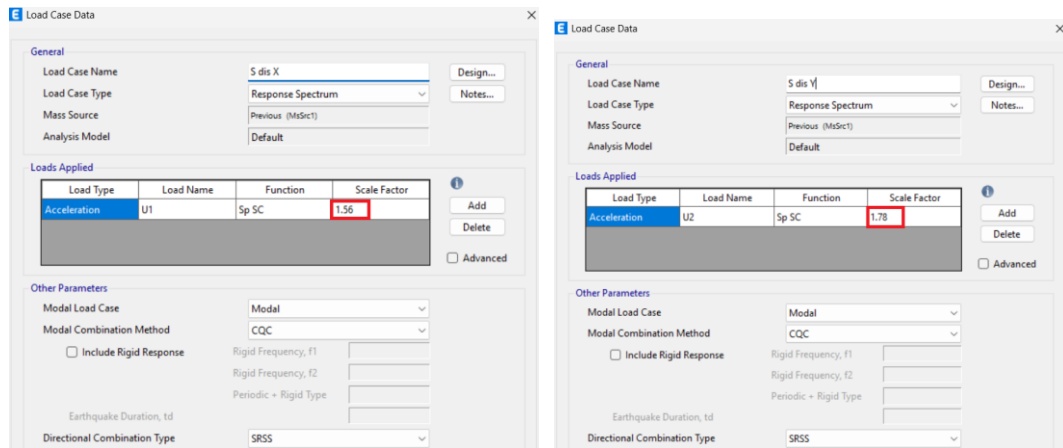 Load Case Data
General
Load Case Name S dis X Design...
Load Case Type Response Spectrum Notes...
Mass Source Previous (MsSrc1)
Analysis Model Default
Loads Applied
Load Type Load Name Function Scale Factor
Acceleration U1 Sp SC 1.56 Add
Delete
Advanced
Other Parameters
Modal Load Case Modal
Modal Combination Method CQC
Include Rigid Response Rigid Frequency, f1
Rigid Frequency, f2
Periodic + Rigid Type
Earthquake Duration, td
Directional Combination Type SRSS
Load Case Data
General
Load Case Name S dis Y Design...
Load Case Type Response Spectrum Notes...
Mass Source Previous (MsSrc1)
Analysis Model Default
Loads Applied
Load Type Load Name Function Scale Factor
Acceleration U2 Sp SC 1.78 Add
Delete
Advanced
Other Parameters
Modal Load Case Modal
Modal Combination Method CQC
Include Rigid Response Rigid Frequency, f1
Rigid Frequency, f2
Periodic + Rigid Type
Earthquake Duration, td
Directional Combination Type SRSS